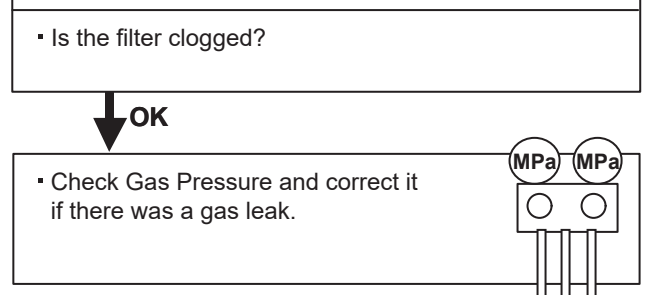 ▪ Is the filter clogged?
OK
MPa MPa
▪ Check Gas Pressure and correct it
if there was a gas leak.